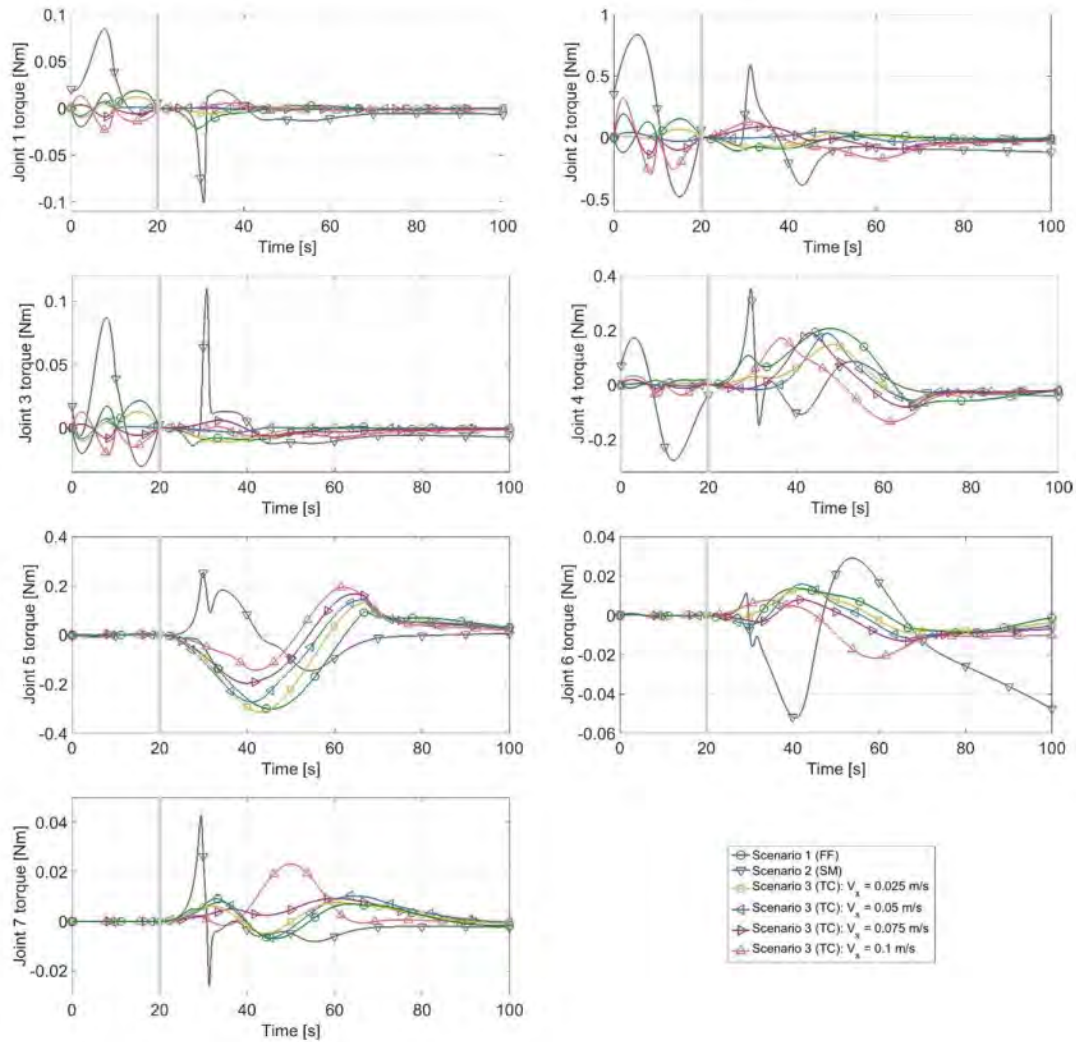 0.1
0.05
0
-0.05
-0.1
Joint 1 torque [Nm]
0 20 40 60 80 100
Time [s]
1
0.5
0
-0.5
Joint 2 torque [Nm]
0 20 40 60 80 100
Time [s]
0.1
0.05
0
Joint 3 torque [Nm]
0 20 40 60 80 100
Time [s]
0.4
0.2
0
-0.2
Joint 4 torque [Nm]
0 20 40 60 80 100
Time [s]
0.4
0.2
0
-0.2
-0.4
Joint 5 torque [Nm]
0 20 40 60 80 100
Time [s]
0.04
0.02
0
-0.02
-0.04
-0.06
Joint 6 torque [Nm]
0 20 40 60 80 100
Time [s]
0.04
0.02
0
-0.02
Joint 7 torque [Nm]
0 20 40 60 80 100
Time [s]
Scenario 1 (FF)
Scenario 2 (SM)
Scenario 3 (TC): Vx = 0.025 m/s
Scenario 3 (TC): Vx = 0.05 m/s
Scenario 3 (TC): Vx = 0.075 m/s
Scenario 3 (TC): Vx = 0.1 m/s